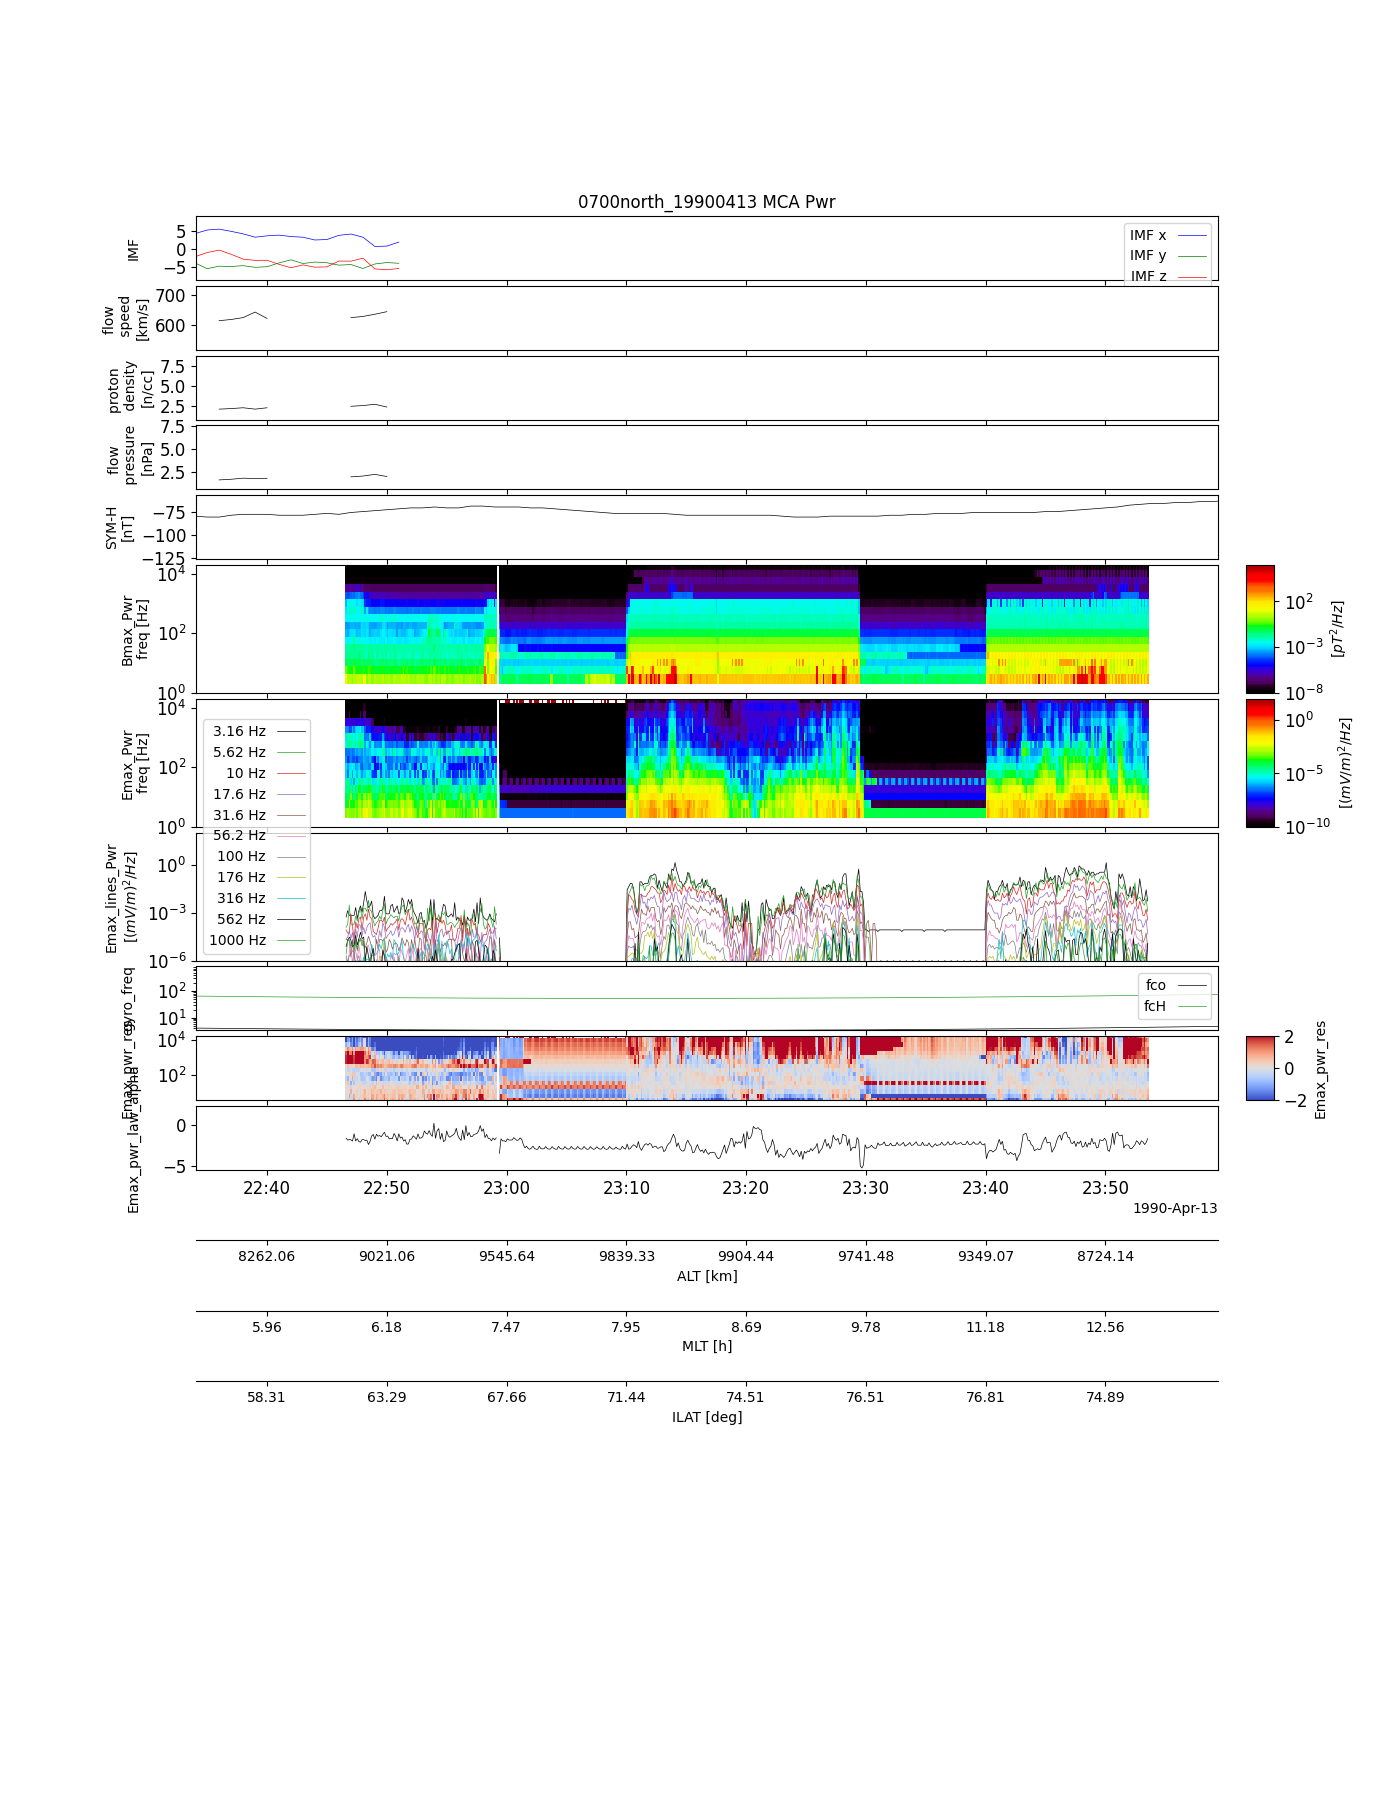 0700north_19900413 MCA Pwr
IMF
5
0
−5
IMF x
IMF y
IMF z
flow
speed
[km/s]
700
600
proton
density
[n/cc]
7.5
5.0
2.5
flow
pressure
[nPa]
7.5
5.0
2.5
SYM-H
[nT]
−75
−100
−125
Bmax_Pwr
freq [Hz]
10^4
10^2
10^0
10^2
10^−3
10^−8
[pT^2/Hz]
Emax_Pwr
freq [Hz]
10^4
10^2
10^0
10^0
10^−5
10^−10
[(mV/m)^2/Hz]
3.16 Hz
5.62 Hz
10 Hz
17.6 Hz
31.6 Hz
56.2 Hz
100 Hz
176 Hz
316 Hz
562 Hz
1000 Hz
Emax_lines_Pwr
[(mV/m)^2/Hz]
10^0
10^−3
10^−6
gyro_freq
10^2
10^1
fco
fcH
Emax_pwr_res
10^4
10^2
2
0
−2
Emax_pwr_res
Emax_pwr_law_alpha
0
−5
22:40 22:50 23:00 23:10 23:20 23:30 23:40 23:50
1990-Apr-13
8262.06 9021.06 9545.64 9839.33 9904.44 9741.48 9349.07 8724.14
ALT [km]
5.96 6.18 7.47 7.95 8.69 9.78 11.18 12.56
MLT [h]
58.31 63.29 67.66 71.44 74.51 76.51 76.81 74.89
ILAT [deg]